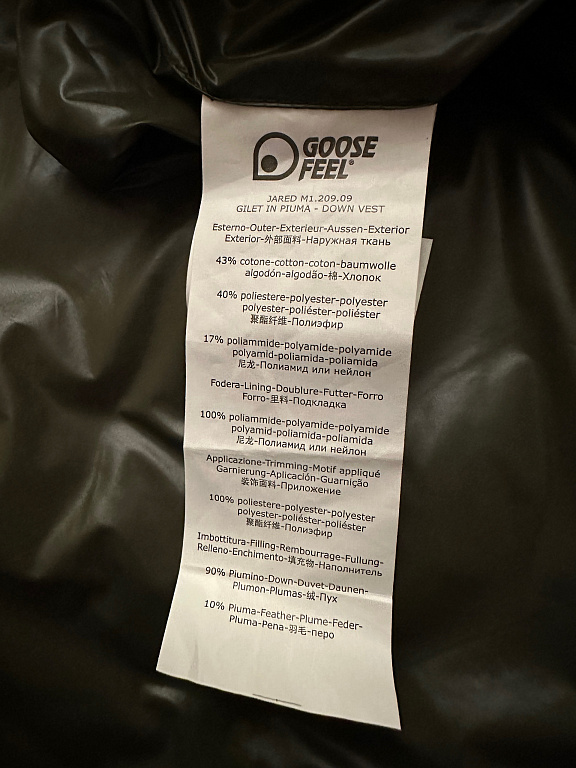 GOOSE
FEEL®
JARED M1.209.09
GILET IN PIUMA - DOWN VEST
Esterno-Outer-Exterieur-Aussen-Exterior
Exterior-外部面料-Наружная ткань
43% cotone-cotton-coton-baumwolle
algodón-algodão-棉-Хлопок
40% poliestere-polyester-polyester
polyester-poliéster-poliéster
聚酯纤维-Полиэфир
17% poliammide-polyamide-polyamide
polyamid-poliamida-poliamida
尼龙-Полиамид или нейлон
Fodera-Lining-Doublure-Futter-Forro
Forro-里料-Подкладка
100% poliammide-polyamide-polyamide
polyamid-poliamida-poliamida
尼龙-Полиамид или нейлон
Applicazione-Trimming-Motif appliqué
Garnierung-Aplicación-Guarnição
装饰面料-Приложение
100% poliestere-polyester-polyester
polyester-poliéster-poliéster
聚酯纤维-Полиэфир
Imbottitura-Filling-Rembourrage-Fullung-
Relleno-Enchimento-填充物-Наполнитель
90% Piumino-Down-Duvet-Daunen-
Plumon-Plumas-绒-Пух
10% Piuma-Feather-Plume-Feder-
Pluma-Pena-羽毛-перо